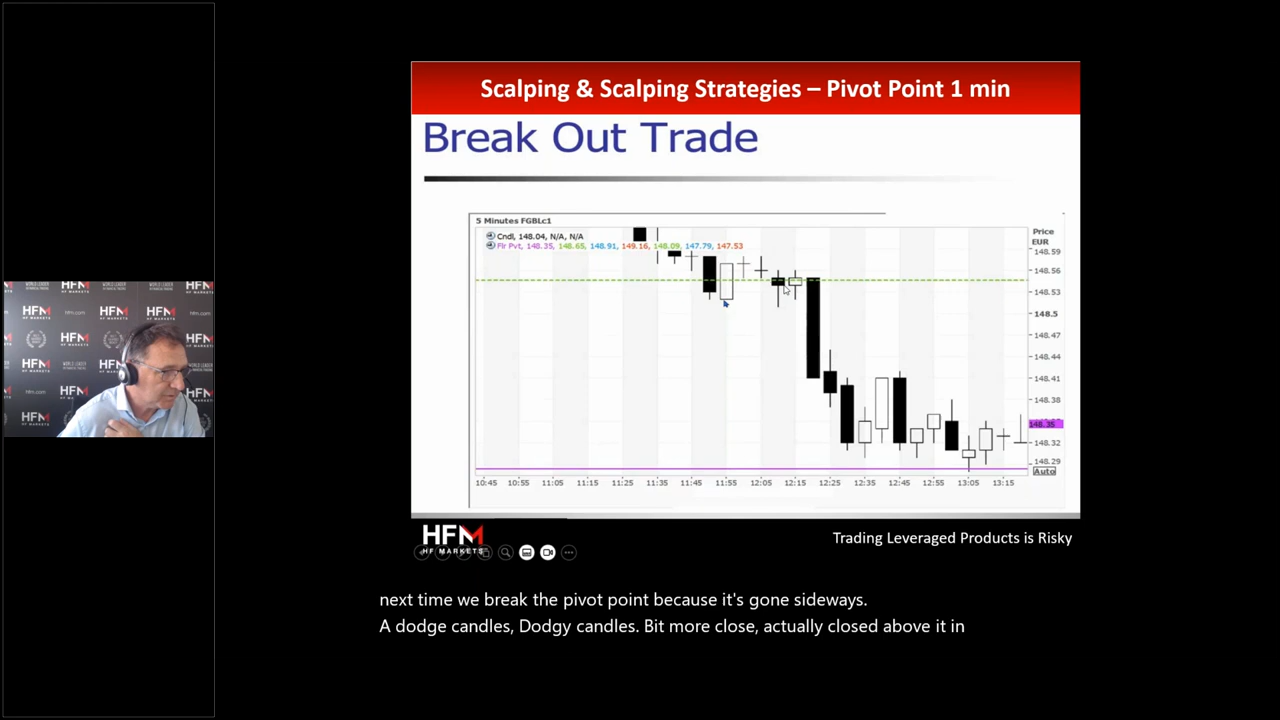 Scalping & Scalping Strategies – Pivot Point 1 min
Break Out Trade
5 Minutes FGBLc1
Cndl, 148.04, N/A, N/A
Flr Pvt, 148.35, 148.65, 148.91, 149.16, 148.09, 147.79, 147.53
Price
EUR
148.59
148.56
148.53
148.5
148.47
148.44
148.41
148.38
148.35
148.32
148.29
Auto
10:45 10:55 11:05 11:15 11:25 11:35 11:45 11:55 12:05 12:15 12:25 12:35 12:45 12:55 13:05 13:15
HFM
HF MARKETS
Trading Leveraged Products is Risky
next time we break the pivot point because it's gone sideways.
A dodge candles, Dodgy candles. Bit more close, actually closed above it in
HFM
HF MARKETS
hfm.com